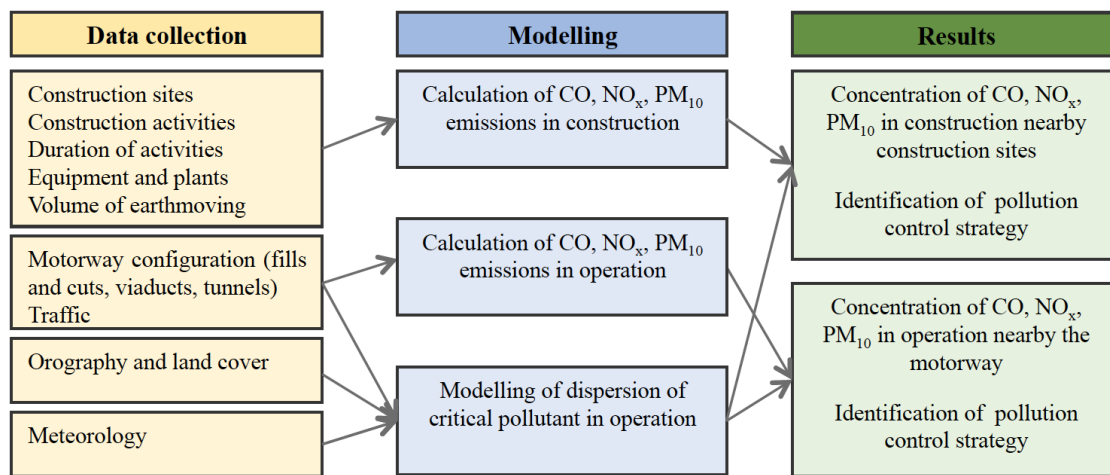 Data collection
Construction sites
Construction activities
Duration of activities
Equipment and plants
Volume of earthmoving
Motorway configuration (fills
and cuts, viaducts, tunnels)
Traffic
Orography and land cover
Meteorology
Modelling
Calculation of CO, NOₓ, PM₁₀
emissions in construction
Calculation of CO, NOₓ, PM₁₀
emissions in operation
Modelling of dispersion of
critical pollutant in operation
Results
Concentration of CO, NOₓ,
PM₁₀ in construction nearby
construction sites
Identification of pollution
control strategy
Concentration of CO, NOₓ,
PM₁₀ in operation nearby the
motorway
Identification of pollution
control strategy